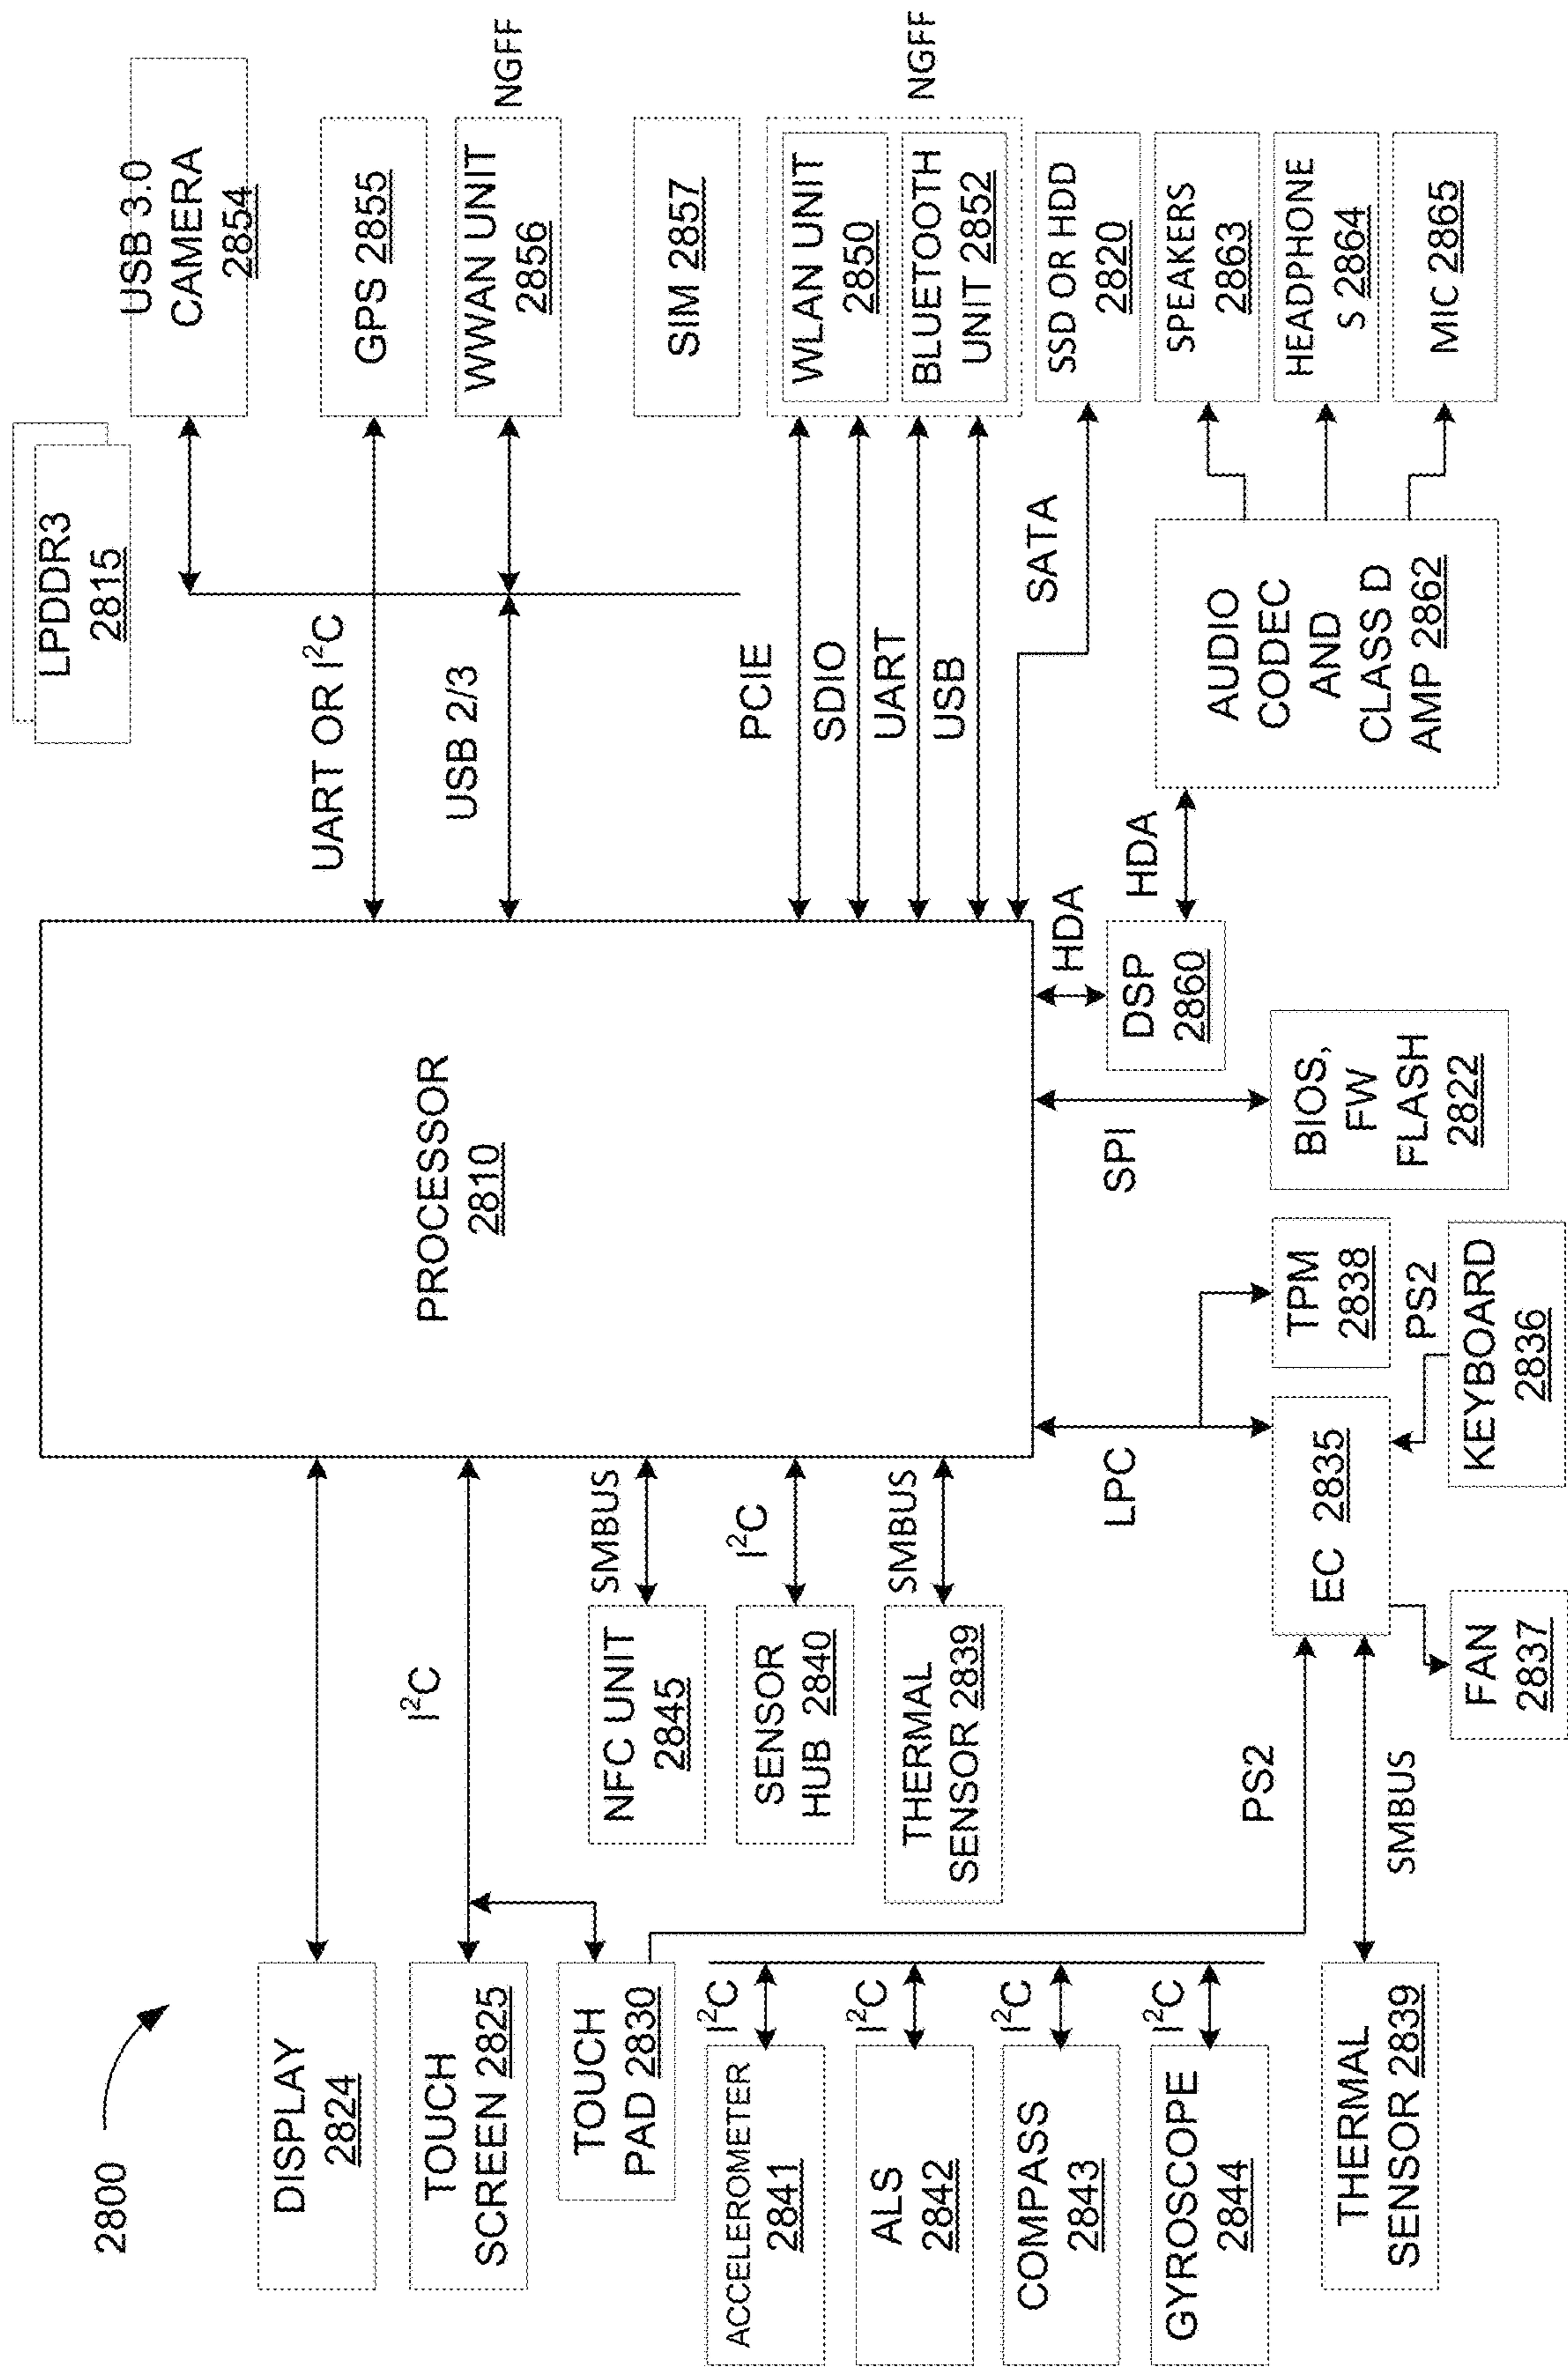 2800
DISPLAY
2824
TOUCH
SCREEN 2825
TOUCH
PAD 2830
ACCELEROMETER
2841
ALS
2842
COMPASS
2843
GYROSCOPE
2844
THERMAL
SENSOR 2839
I²C
I²C
I²C
I²C
I²C
NFC UNIT
2845
SENSOR
HUB 2840
THERMAL
SENSOR 2839
SMBUS
I²C
SMBUS
PS2
SMBUS
FAN
2837
EC 2835
LPC
KEYBOARD
2836
PS2
TPM
2838
PROCESSOR
2810
SPI
BIOS,
FW
FLASH
2822
HDA
DSP
2860
HDA
AUDIO
CODEC
AND
CLASS D
AMP 2862
LPDDR3
2815
UART OR I²C
USB 2/3
PCIE
SDIO
UART
USB
SATA
USB 3.0
CAMERA
2854
GPS 2855
WWAN UNIT
2856
NGFF
SIM 2857
WLAN UNIT
2850
BLUETOOTH
UNIT 2852
NGFF
SSD OR HDD
2820
SPEAKERS
2863
HEADPHONE
S 2864
MIC 2865